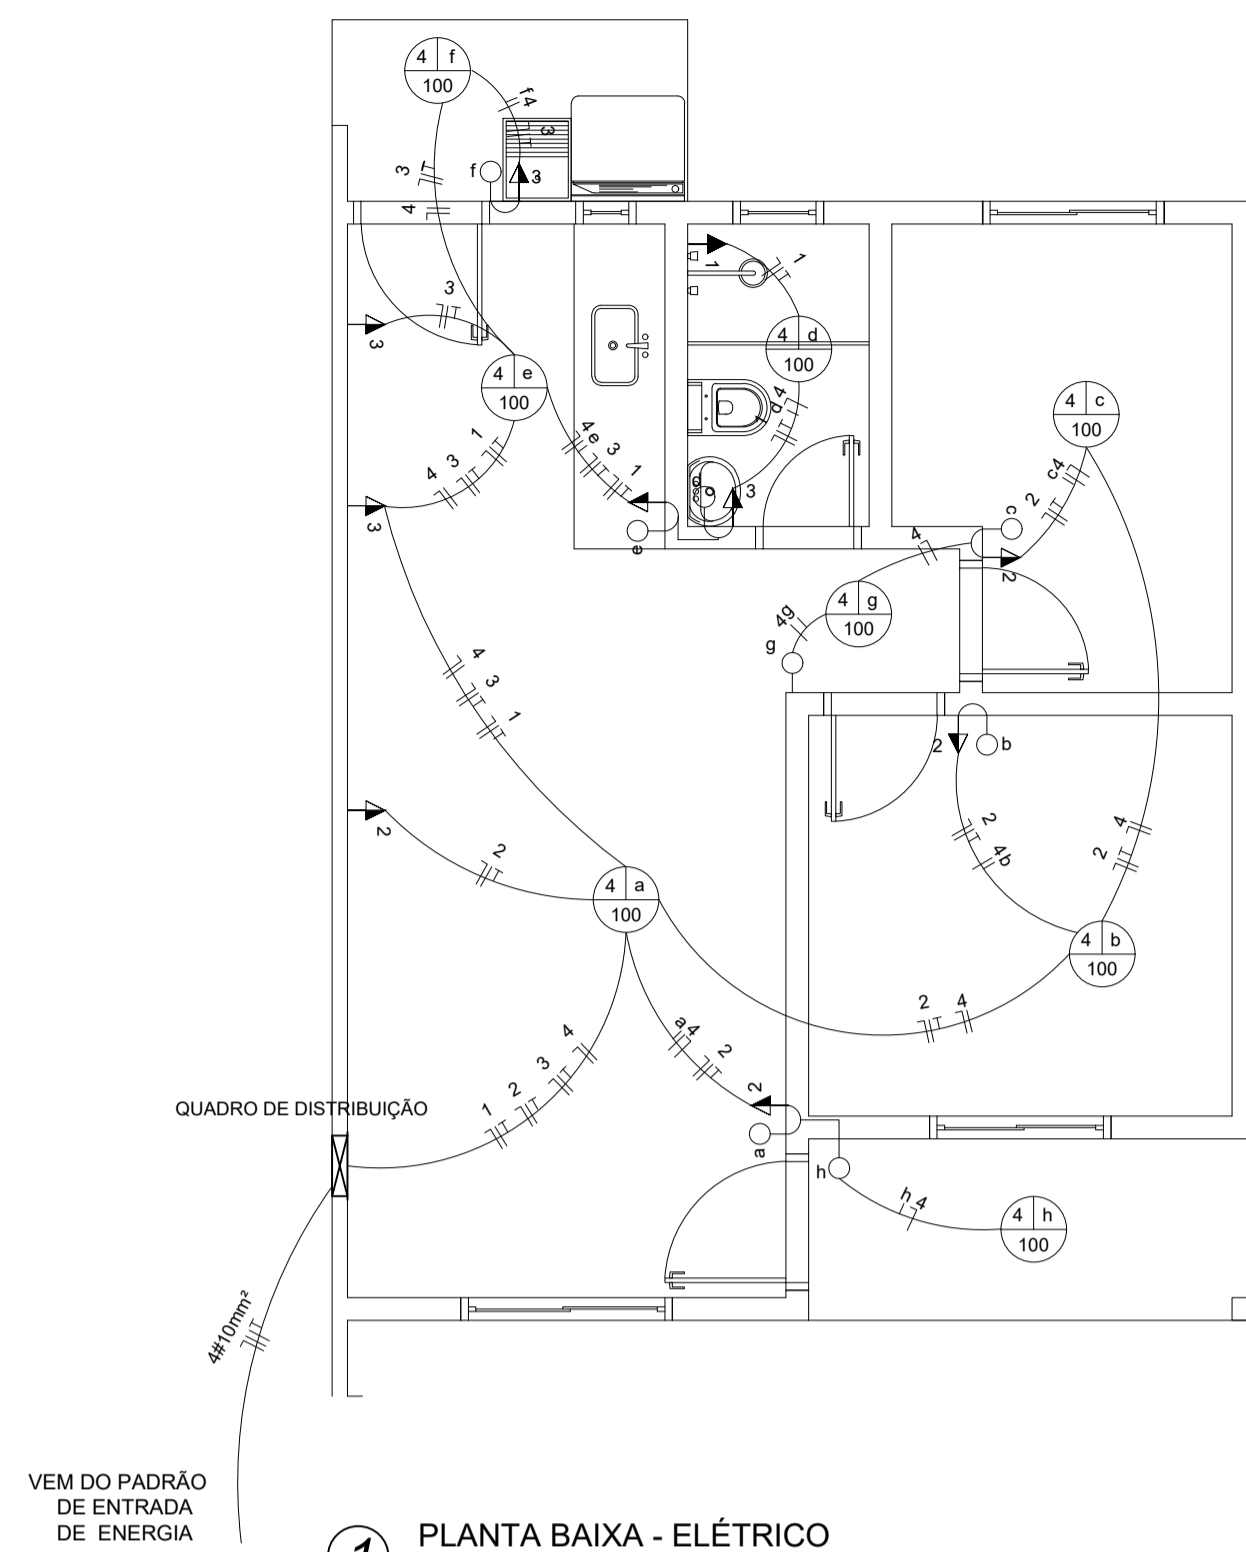 4 f
100
f4
3
f
3
3
4
1
1
3
3
4 d
100
4 e
100
d 4
4 c
100
1
3
4
4e
3
1
3
3
e
c4
2
c
2
4
4 g
100
4g
g
4
3
1
2
b
2
4b
4
2
2
2
4 a
100
4 b
100
2 4
a4
2
4
3
2
1
2
a
QUADRO DE DISTRIBUIÇÃO
h
h 4
4 h
100
4#10mm²
VEM DO PADRÃO
DE ENTRADA
DE ENERGIA
1
PLANTA BAIXA - ELÉTRICO